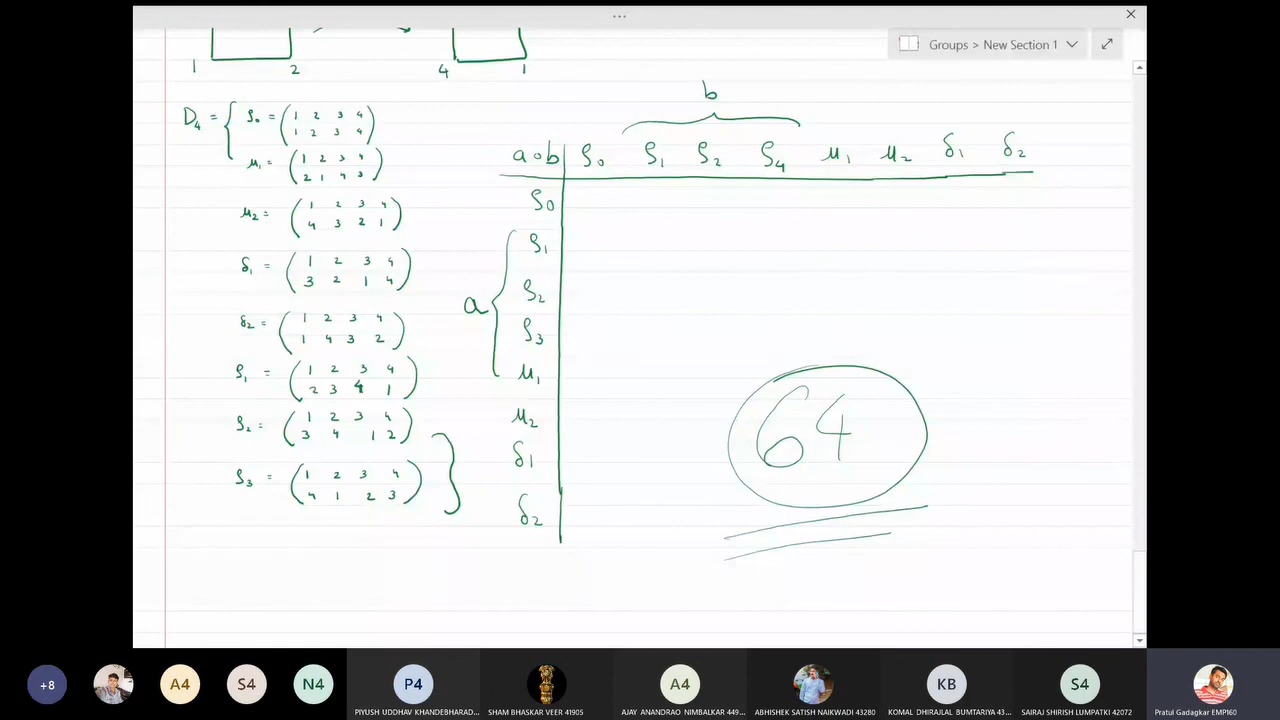 Groups > New Section 1
1 2 4 1
D₄ = { ρ₀ = ( 1 2 3 4
1 2 3 4 )
μ₁ = ( 1 2 3 4
2 1 4 3 )
μ₂ = ( 1 2 3 4
4 3 2 1 )
δ₁ = ( 1 2 3 4
3 2 1 4 )
δ₂ = ( 1 2 3 4
1 4 3 2 )
ρ₁ = ( 1 2 3 4
2 3 4 1 )
ρ₂ = ( 1 2 3 4
3 4 1 2 )
ρ₃ = ( 1 2 3 4
4 1 2 3 )
b
a∘b ρ₀ ρ₁ ρ₂ ρ₄ μ₁ μ₂ δ₁ δ₂
ρ₀
ρ₁
ρ₂
a
ρ₃
μ₁
μ₂
δ₁
δ₂
64
+8 A4 S4 N4 P4 A4 KB S4
PIYUSH UDDHAV KHANDEBHARAD... SHAM BHASKAR VEER 41905 AJAY ANANDRAO NIMBALKAR 449... ABHISHEK SATISH NAIKWADI 43280 KOMAL DHIRAJLAL BUMTARIYA 43... SAIRAJ SHIRISH LUMPATKI 42072 Pratul Gadagkar EMP160